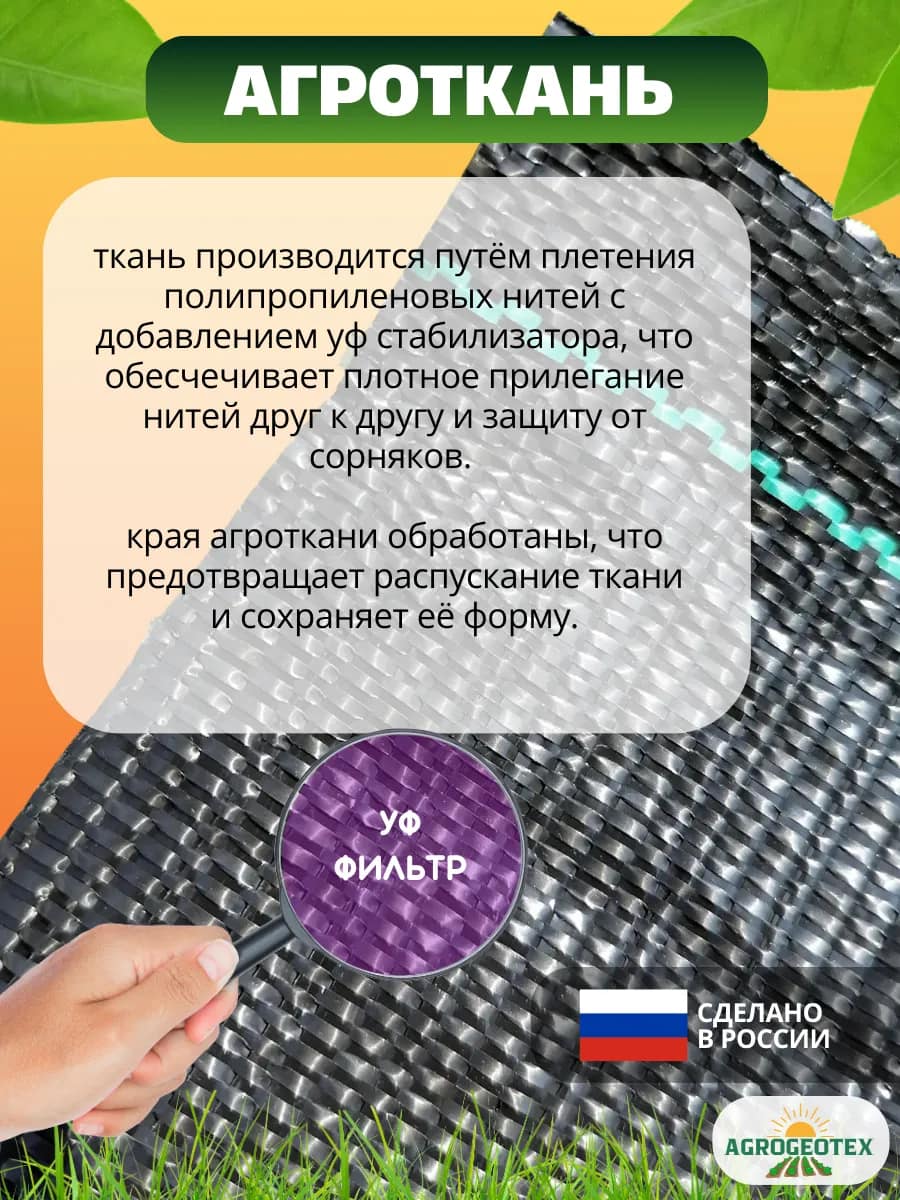 АГРОТКАНЬ
ткань производится путём плетения
полипропиленовых нитей с
добавлением уф стабилизатора, что
обесчечивает плотное прилегание
нитей друг к другу и защиту от
сорняков.
края агроткани обработаны, что
предотвращает распускание ткани
и сохраняет её форму.
УФ
ФИЛЬТР
СДЕЛАНО
В РОССИИ
AGROGEOTEX